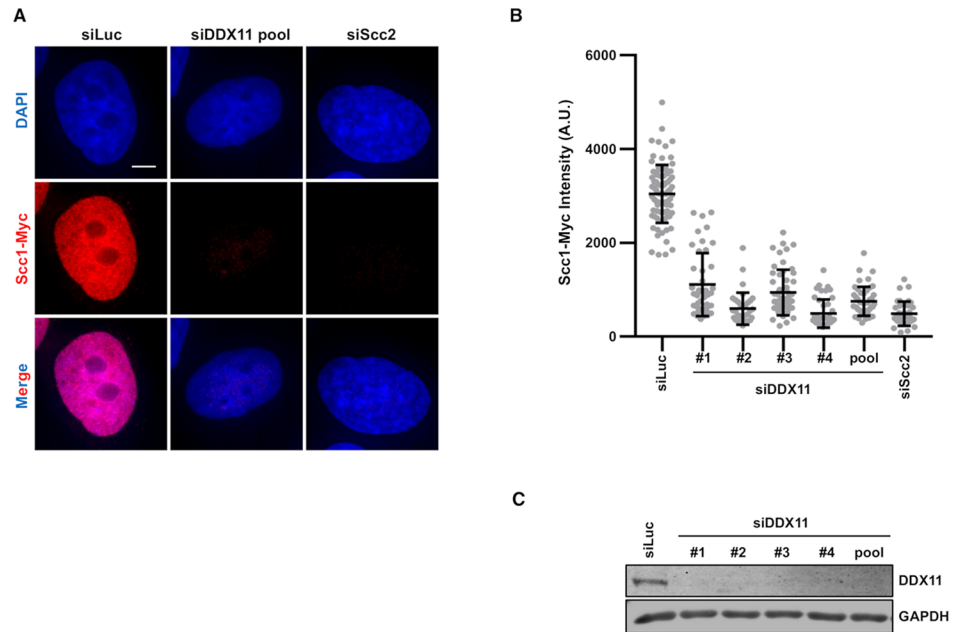 A
siLuc siDDX11 pool siScc2
DAPI
Scc1-Myc
Merge
B
Scc1-Myc Intensity (A.U.)
6000
4000
2000
0
siLuc #1 #2 #3 #4 pool siScc2
siDDX11
C
siDDX11
siLuc #1 #2 #3 #4 pool
DDX11
GAPDH